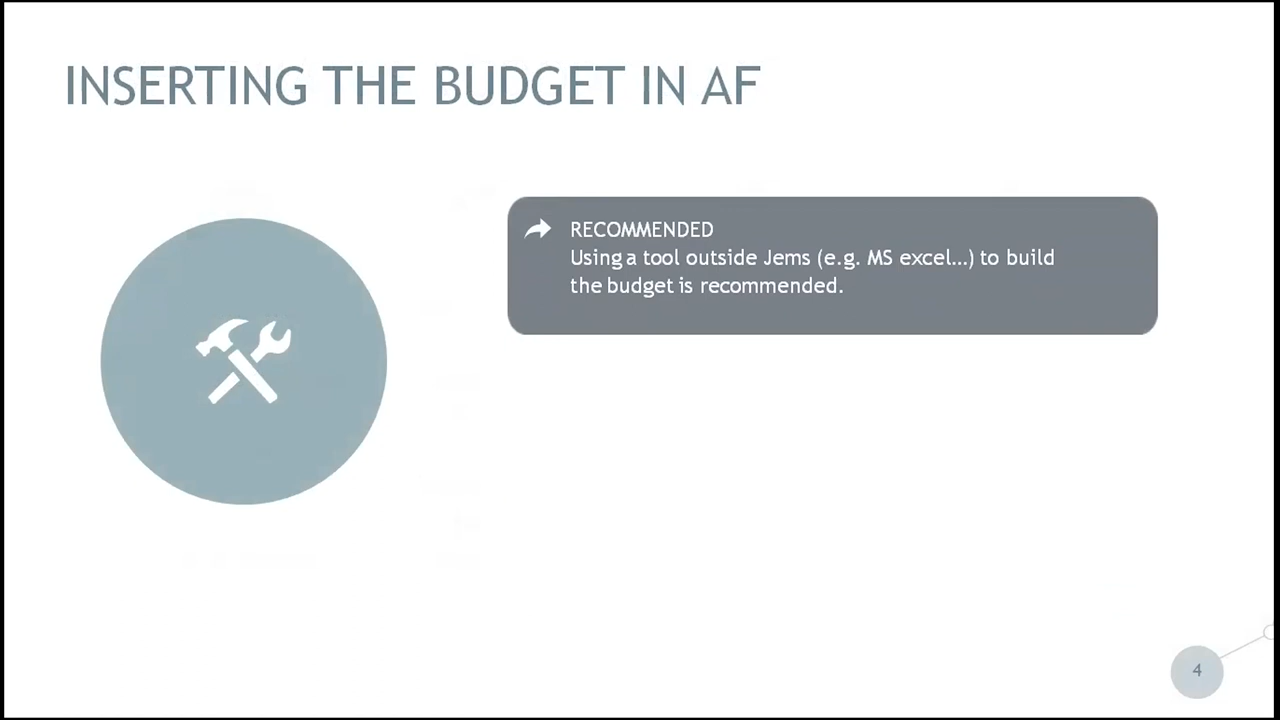 INSERTING THE BUDGET IN AF
RECOMMENDED
Using a tool outside Jems (e.g. MS excel...) to build
the budget is recommended.
4